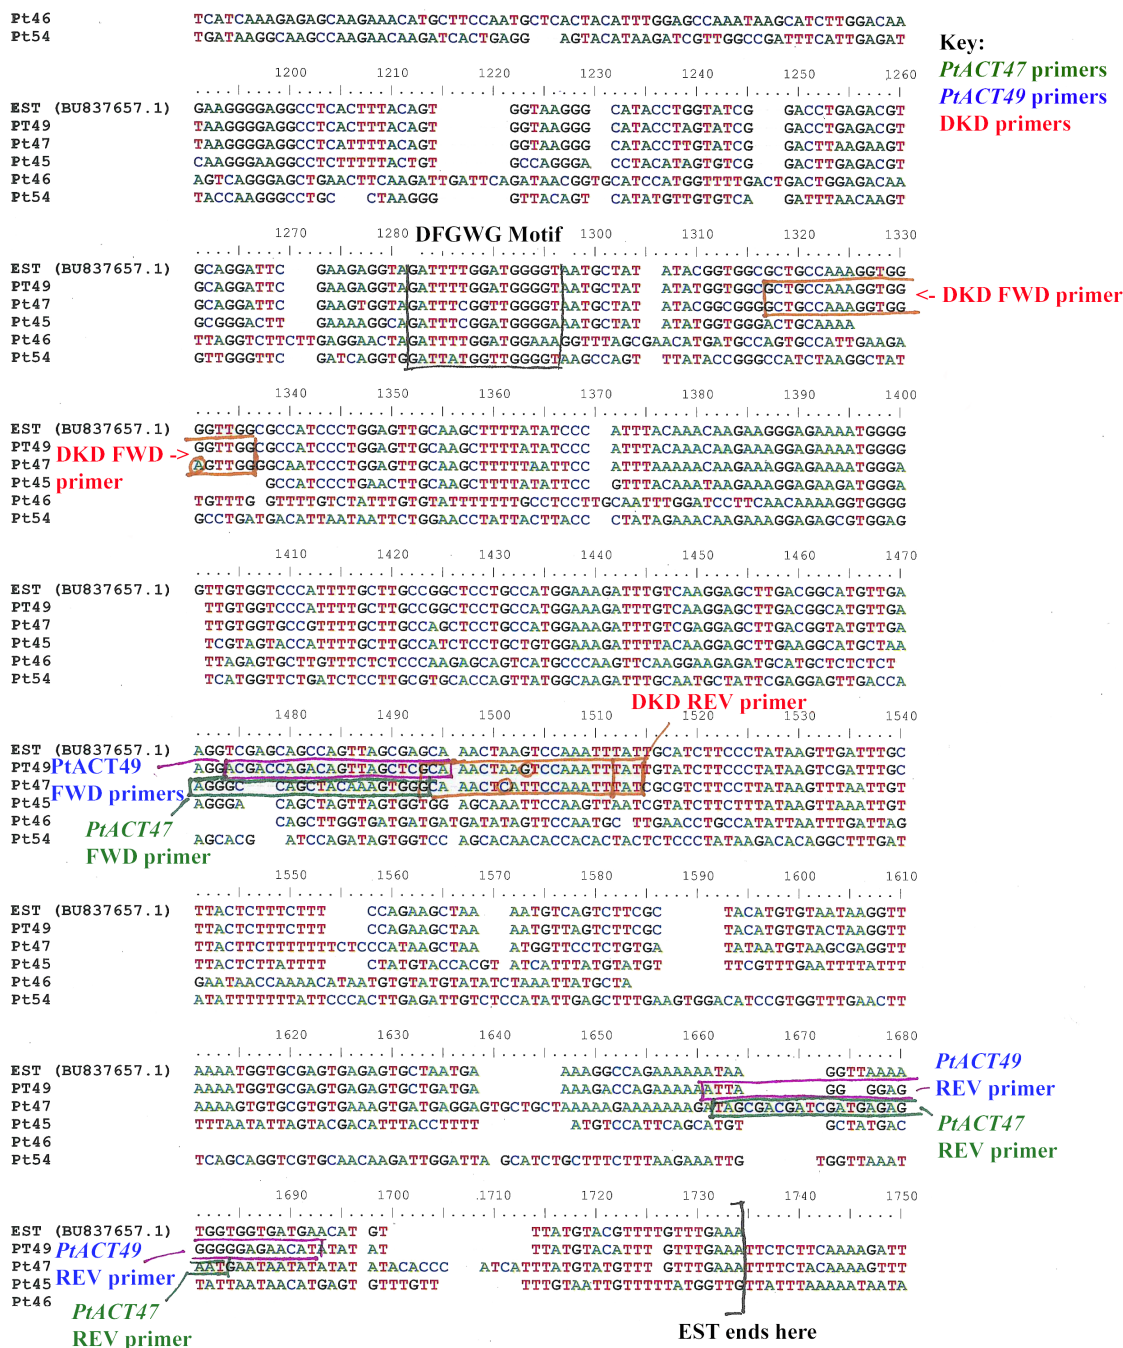 Pt46 TCATCAAAGAGAGCAAGAAACATGCTTCCAATGCTCACTACATTTGGAGCCAAATAAGCATCTTGGACAA
Pt54 TGATAAGGCAAGCCAAGAACAAGATCACTGAGG AGTACATAAGATCGTTGGCCGATTTCATTGAGAT
Key:
PtACT47 primers
PtACT49 primers
DKD primers
1200 1210 1220 1230 1240 1250 1260
EST (BU837657.1) GAAGGGGAGGCCTCACTTTACAGT GGTAAGGG CATACCTGGTATCG GACCTGAGACGT
PT49 TAAGGGGAGGCCTCACTTTACAGT GGTAAGGG CATACCTAGTATCG GACCTGAGACGT
Pt47 TAAGGGGAGGCCTCATTTTACAGT GGTAAGGG CATACCTTGTATCG GACTTAAGAAGT
Pt45 CAAGGGAAGGCCTCTTTTTACTGT GCCAGGGA CCTACATAGTGTCG GACTTGAGACGT
Pt46 AGTCAGGGAGCTGAACTTCAAGATTGATTCAGATAACGGTGCATCCATGGTTTTGACTGACTGGAGACAA
Pt54 TACCAAGGGCCTGC CTAAGGG GTTACAGT CATATGTTGTGTCA GATTTAACAAGT
1270 1280 DFGWG Motif 1300 1310 1320 1330
EST (BU837657.1) GCAGGATTC GAAGAGGTAGATTTTGGATGGGGTAATGCTAT ATACGGTGGCGCTGCCAAAGGTGG
PT49 GCAGGATTC GAAGAGGTAGATTTTGGATGGGGTAATGCTAT ATATGGTGGCGCTGCCAAAGGTGG
Pt47 GCAGGATTC GAAGTGGTAGATTTCGGTTGGGGTAATGCTAT ATACGGCGGGGCTGCCAAAGGTGG
<- DKD FWD primer
Pt45 GCGGGACTT GAAAAGGCAGATTTCGGATGGGGAAATGCTAT ATATGGTGGGACTGCAAAA
Pt46 TTAGGTCTTCTTGAGGAACTAGATTTTGGATGGAAAGGTTTAGCGAACATGATGCCAGTGCCATTGAAGA
Pt54 GTTGGGTTC GATCAGGTGGATTATGGTTGGGGTAAGCCAGT TTATACCGGGCCATCTAAGGCTAT
1340 1350 1360 1370 1380 1390 1400
EST (BU837657.1) GGTTGGCGCCATCCCTGGAGTTGCAAGCTTTTATATCCC ATTTACAAACAAGAAGGGAGAAAATGGGG
PT49 GGTTGGCGCCATCCCTGGAGTTGCAAGCTTTTATATCCC ATTTACAAACAAGAAGGGAGAAAATGGGG
DKD FWD ->
primer
Pt47 AGTTGGGGCAATCCCTGGAGTTGCAAGCTTTTTAATTCC ATTTAAAAACAAGAAAGGAGAAAATGGGA
Pt45 GCCATCCCTGAACTTGCAAGCTTTTATATTCC GTTTACAAATAAGAAAGGAGAAGATGGGA
Pt46 TGTTTG GTTTTGTCTATTTGTGTATTTTTTTGCCTCCTTGCAATTTGGATCCTTCAACAAAAGGTGGGG
Pt54 GCCTGATGACATTAATAATTCTGGAACCTATTACTTACC CTATAGAAACAAGAAAGGAGAGCGTGGAG
1410 1420 1430 1440 1450 1460 1470
EST (BU837657.1) GTTGTGGTCCCATTTTGCTTGCCGGCTCCTGCCATGGAAAGATTTGTCAAGGAGCTTGACGGCATGTTGA
PT49 TTGTGGTCCCATTTTGCTTGCCGGCTCCTGCCATGGAAAGATTTGTCAAGGAGCTTGACGGCATGTTGA
Pt47 TTGTGGTGCCGTTTTGCTTGCCAGCTCCTGCCATGGAAAGATTTGTCGAGGAGCTTGACGGTATGTTGA
Pt45 TCGTAGTACCATTTTGCTTGCCATCTCCTGCTGTGGAAAGATTTTACAAGGAGCTTGAAGGCATGCTAA
Pt46 TTAGAGTGCTTGTTTCTCTCCCAAGAGCAGTCATGCCCAAGTTCAAGGAAGAGATGCATGCTCTCTCT
Pt54 TCATGGTTCTGATCTCCTTGCGTGCACCAGTTATGGCAAGATTTGCAATGCTATTCGAGGAGTTGACCA
DKD REV primer
1480 1490 1500 1510 1520 1530 1540
EST (BU837657.1) AGGTCGAGCAGCCAGTTAGCGAGCA AACTAAGTCCAAATTTATTGCATCTTCCCTATAAGTTGATTTGC
PT49 AGGACGACCAGACAGTTAGCTCGCA AACTAAGTCCAAATTTATTGTATCTTCCCTATAAGTCGATTTGC
PtACT49
FWD primers
Pt47 AGGGC CAGCTACAAAGTGGGCA AACTCATTCCAAATTTATCGCGTCTTCCTTATAAGTTAATTTGC
Pt45 AGGGA CAGCTAGTTAGTGGTGG AGCAAATTCCAAGTTAATCGTATCTTCTTTATAAGTTAAATTGT
Pt46 CAGCTTGGTGATGATGATGATATAGTTCCAATGC TTGAACCTGCCATATTAATTTGATTAG
PtACT47
FWD primer
Pt54 AGCACG ATCCAGATAGTGGTCC AGCACAACACCACACTACTCTCCCTATAAGACACAGGCTTTGAT
1550 1560 1570 1580 1590 1600 1610
EST (BU837657.1) TTACTCTTTCTTT CCAGAAGCTAA AATGTCAGTCTTCGC TACATGTGTAATAAGGTT
PT49 TTACTCTTTCTTT CCAGAAGCTAA AATGTTAGTCTTCGC TACATGTGTACTAAGGTT
Pt47 TTACTTCTTTTTTTCTCCCATAAGCTAA ATGGTTCCTCTGTGA TATAATGTAAGCGAGGTT
Pt45 TTACTCTTATTTT CTATGTACCACGT ATCATTTATGTATGT TTCGTTTGAATTTTATTT
Pt46 GAATAACCAAAACATAATGTGTATGTATATCTAAATTATGCTA
Pt54 ATATTTTTTTATTCCCACTTGAGATTGTCTCCATATTGAGCTTTGAAGTGGACATCCGTGGTTTGAACTT
1620 1630 1640 1650 1660 1670 1680
EST (BU837657.1) AAAATGGTGCGAGTGAGAGTGCTAATGA AAAGGCCAGAAAAAATAA GGTTAAAA
PT49 AAAATGGTGCGAGTGAGAGTGCTGATGA AAAGACCAGAAAAAATTA GG GGAG
PtACT49
REV primer
Pt47 AAAAGTGTGCGTGTGAAAGTGATGAGGAGTGCTGCTAAAAAGAAAAAAAGATAGCGACGATCGATGAGAG
Pt45 TTTAATATTAGTACGACATTTACCTTTT ATGTCCATTCAGCATGT GCTATGAC
PtACT47
REV primer
Pt46
Pt54 TCAGCAGGTCGTGCAACAAGATTGGATTA GCATCTGCTTTCTTTAAGAAATTG TGGTTAAAT
1690 1700 1710 1720 1730 1740 1750
EST (BU837657.1) TGGTGGTGATGAACAT GT TTATGTACGTTTTGTTTGAAA
PT49 GGGGGAGAACATATAT AT TTATGTACATTT GTTTGAAATTCTCTTCAAAAGATT
PtACT49
REV primer
Pt47 AATGAATAATATATATAT ATACACCC ATCATTTATGTATGTTT GTTTGAAATTTTCTACAAAAGTTT
Pt45 TATTAATAACATGAGT GTTTGTT TTTGTAATTGTTTTTATGGTTGTTATTTAAAAATAATA
Pt46
PtACT47
REV primer
EST ends here